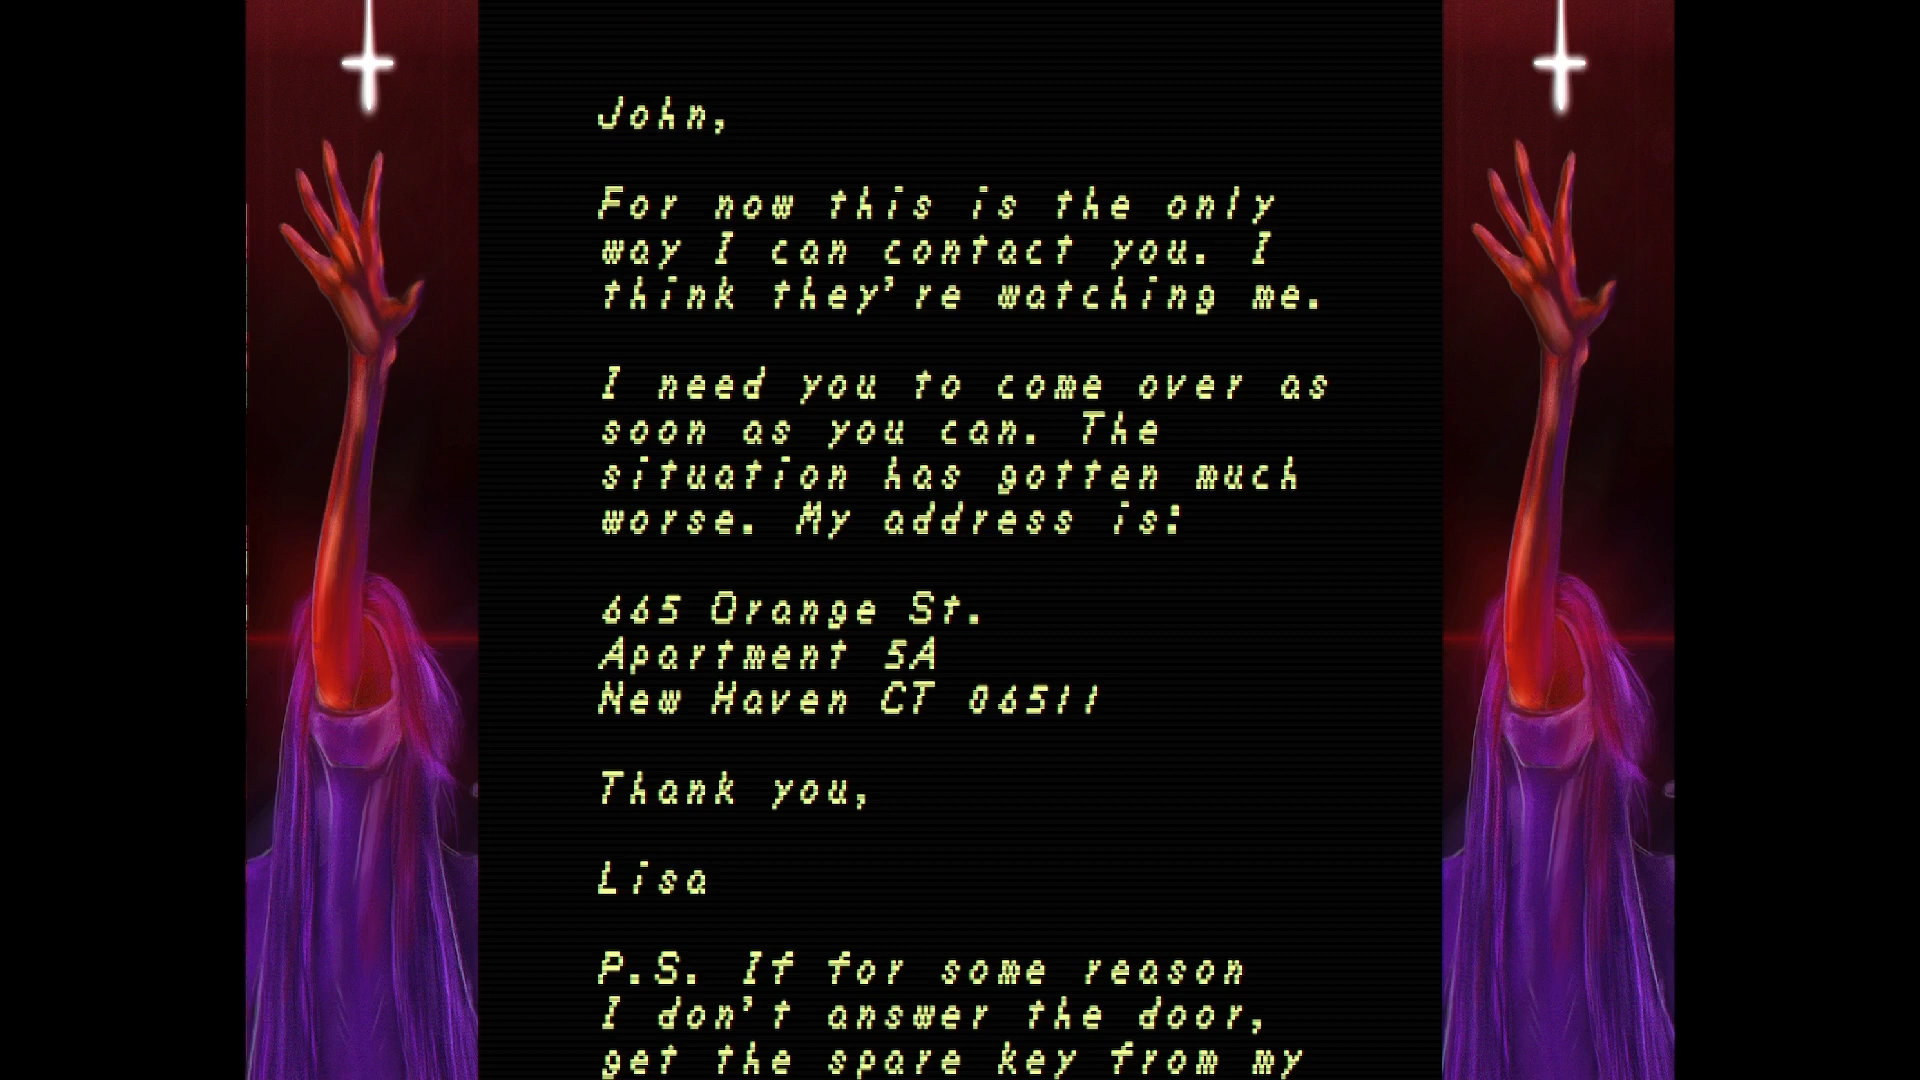 John,
For now this is the only
way I can contact you. I
think they're watching me.
I need you to come over as
soon as you can. The
situation has gotten much
worse. My address is:
665 Orange St.
Apartment 5A
New Haven CT 06511
Thank you,
Lisa
P.S. If for some reason
I don't answer the door,
get the spare key from my